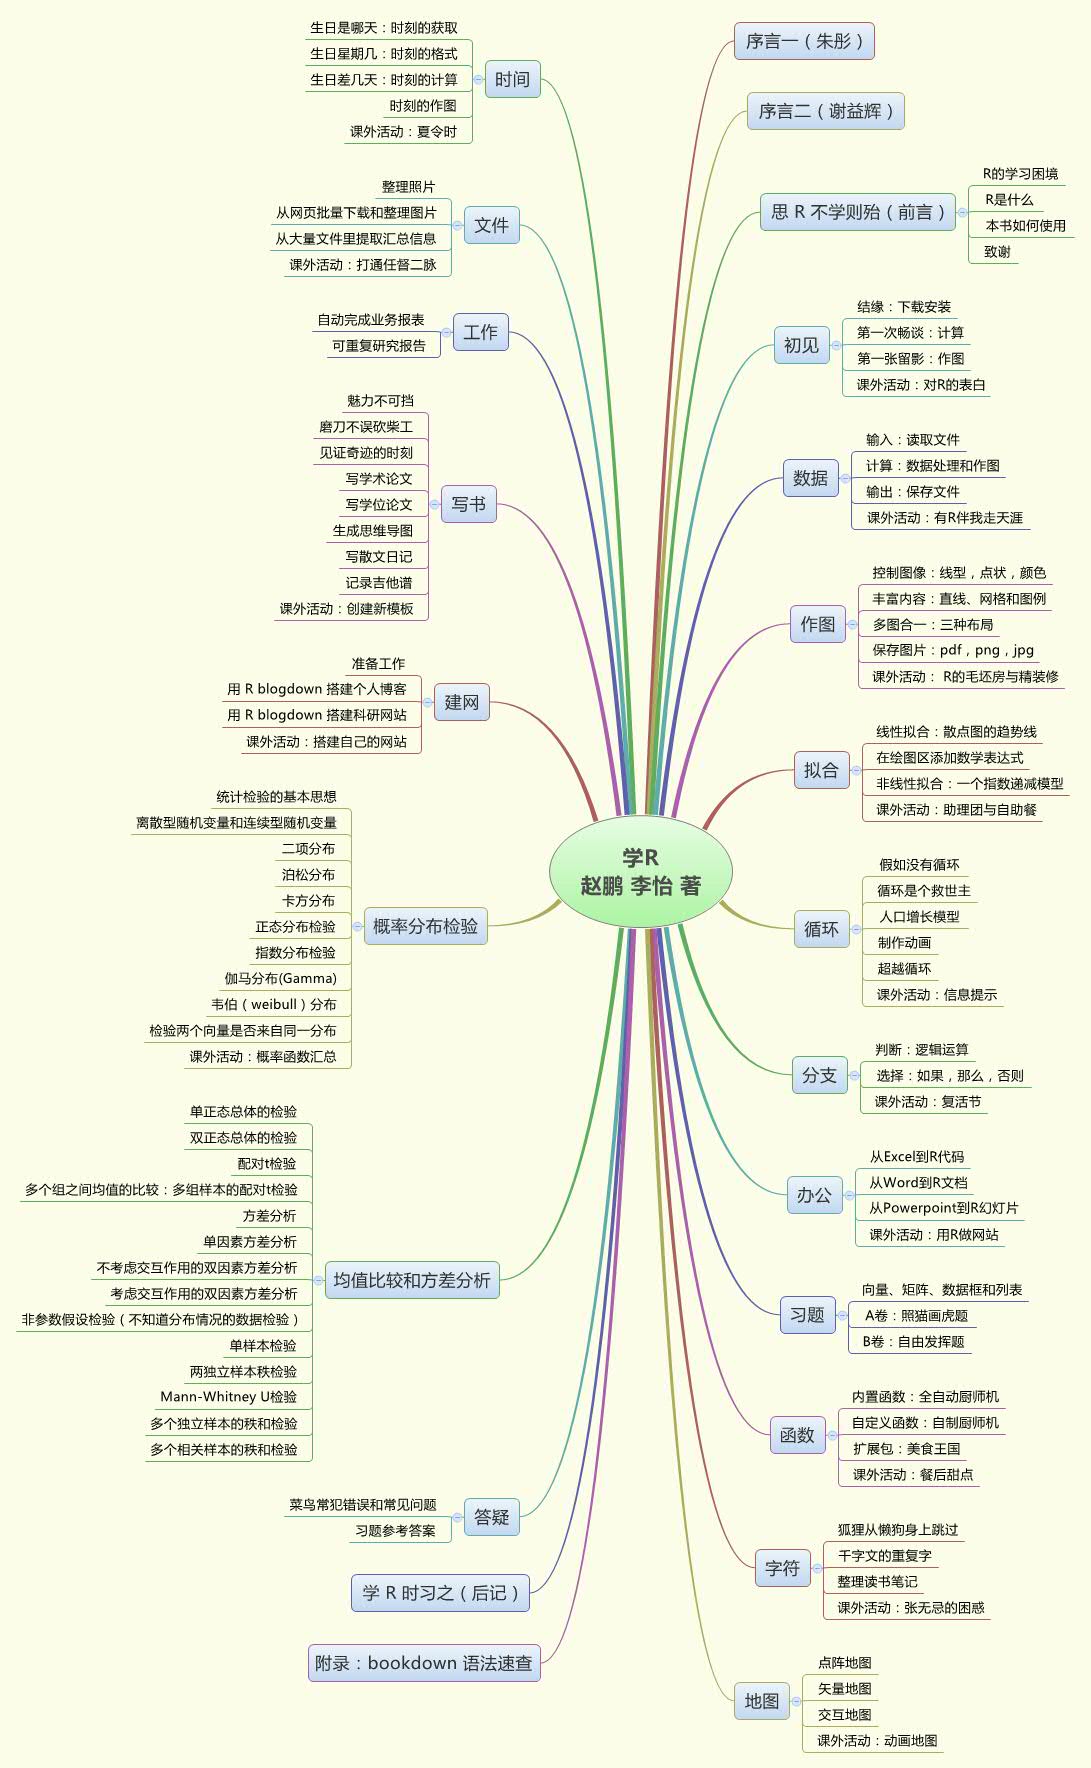 学R
赵鹏 李怡 著
序言一（朱彤）
序言二（谢益辉）
思 R 不学则殆（前言）
R的学习困境
R是什么
本书如何使用
致谢
初见
结缘：下载安装
第一次畅谈：计算
第一张留影：作图
课外活动：对R的表白
数据
输入：读取文件
计算：数据处理和作图
输出：保存文件
课外活动：有R伴我走天涯
作图
控制图像：线型，点状，颜色
丰富内容：直线、网格和图例
多图合一：三种布局
保存图片：pdf，png，jpg
课外活动： R的毛坯房与精装修
拟合
线性拟合：散点图的趋势线
在绘图区添加数学表达式
非线性拟合：一个指数递减模型
课外活动：助理团与自助餐
循环
假如没有循环
循环是个救世主
人口增长模型
制作动画
超越循环
课外活动：信息提示
分支
判断：逻辑运算
选择：如果，那么，否则
课外活动：复活节
办公
从Excel到R代码
从Word到R文档
从Powerpoint到R幻灯片
课外活动：用R做网站
习题
向量、矩阵、数据框和列表
A卷：照猫画虎题
B卷：自由发挥题
函数
内置函数：全自动厨师机
自定义函数：自制厨师机
扩展包：美食王国
课外活动：餐后甜点
字符
狐狸从懒狗身上跳过
千字文的重复字
整理读书笔记
课外活动：张无忌的困惑
地图
点阵地图
矢量地图
交互地图
课外活动：动画地图
时间
生日是哪天：时刻的获取
生日星期几：时刻的格式
生日差几天：时刻的计算
时刻的作图
课外活动：夏令时
文件
整理照片
从网页批量下载和整理图片
从大量文件里提取汇总信息
课外活动：打通任督二脉
工作
自动完成业务报表
可重复研究报告
写书
魅力不可挡
磨刀不误砍柴工
见证奇迹的时刻
写学术论文
写学位论文
生成思维导图
写散文日记
记录吉他谱
课外活动：创建新模板
建网
准备工作
用 R blogdown 搭建个人博客
用 R blogdown 搭建科研网站
课外活动：搭建自己的网站
概率分布检验
统计检验的基本思想
离散型随机变量和连续型随机变量
二项分布
泊松分布
卡方分布
正态分布检验
指数分布检验
伽马分布(Gamma)
韦伯（weibull）分布
检验两个向量是否来自同一分布
课外活动：概率函数汇总
均值比较和方差分析
单正态总体的检验
双正态总体的检验
配对t检验
多个组之间均值的比较：多组样本的配对t检验
方差分析
单因素方差分析
不考虑交互作用的双因素方差分析
考虑交互作用的双因素方差分析
非参数假设检验（不知道分布情况的数据检验）
单样本检验
两独立样本秩检验
Mann-Whitney U检验
多个独立样本的秩和检验
多个相关样本的秩和检验
答疑
菜鸟常犯错误和常见问题
习题参考答案
学 R 时习之（后记）
附录：bookdown 语法速查